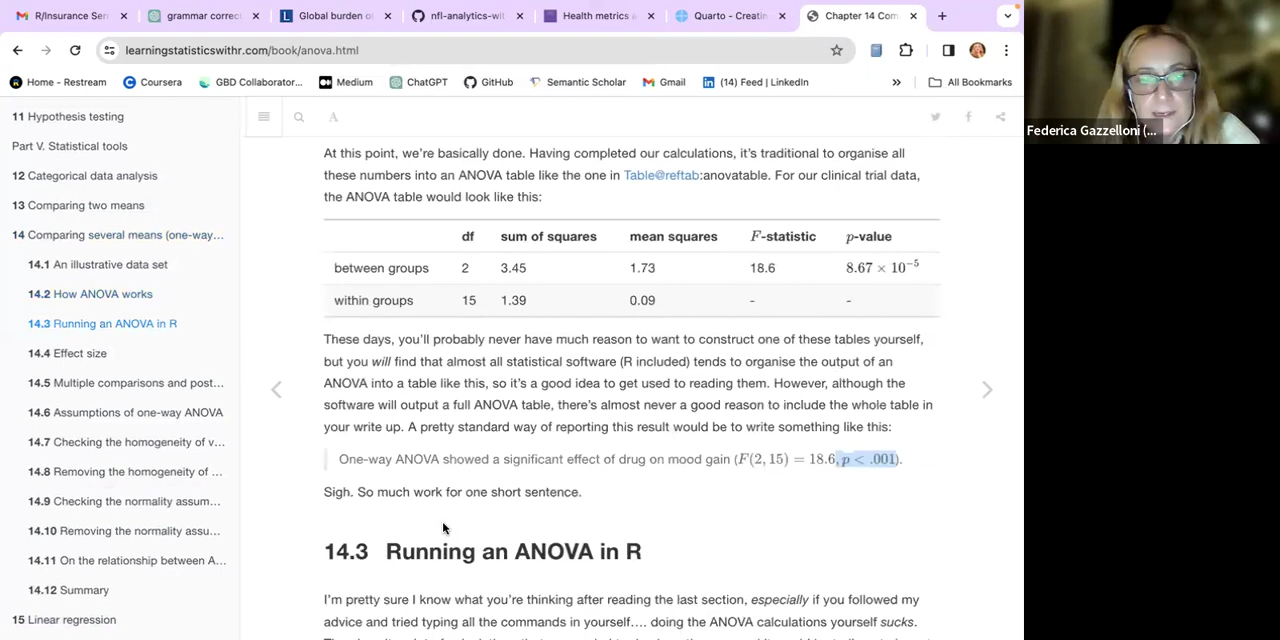 R/Insurance Ser
grammar correc
Global burden o
nfl-analytics-wit
Health metrics a
Quarto - Creatin
Chapter 14 Com
learningstatisticswithr.com/book/anova.html
Home - Restream
Coursera
GBD Collaborator...
Medium
ChatGPT
GitHub
Semantic Scholar
Gmail
(14) Feed | LinkedIn
»
All Bookmarks
Federica Gazzelloni (...
11 Hypothesis testing
Part V. Statistical tools
12 Categorical data analysis
13 Comparing two means
14 Comparing several means (one-way...
14.1 An illustrative data set
14.2 How ANOVA works
14.3 Running an ANOVA in R
14.4 Effect size
14.5 Multiple comparisons and post...
14.6 Assumptions of one-way ANOVA
14.7 Checking the homogeneity of v...
14.8 Removing the homogeneity of ...
14.9 Checking the normality assum...
14.10 Removing the normality assu...
14.11 On the relationship between A...
14.12 Summary
15 Linear regression
At this point, we’re basically done. Having completed our calculations, it’s traditional to organise all
these numbers into an ANOVA table like the one in Table@reftab:anovatable. For our clinical trial data,
the ANOVA table would look like this:
df sum of squares mean squares F-statistic p-value
between groups 2 3.45 1.73 18.6 8.67 × 10⁻⁵
within groups 15 1.39 0.09 - -
These days, you’ll probably never have much reason to want to construct one of these tables yourself,
but you will find that almost all statistical software (R included) tends to organise the output of an
ANOVA into a table like this, so it’s a good idea to get used to reading them. However, although the
software will output a full ANOVA table, there’s almost never a good reason to include the whole table in
your write up. A pretty standard way of reporting this result would be to write something like this:
One-way ANOVA showed a significant effect of drug on mood gain (F(2, 15) = 18.6, p < .001).
Sigh. So much work for one short sentence.
14.3 Running an ANOVA in R
I’m pretty sure I know what you’re thinking after reading the last section, especially if you followed my
advice and tried typing all the commands in yourself.... doing the ANOVA calculations yourself sucks.